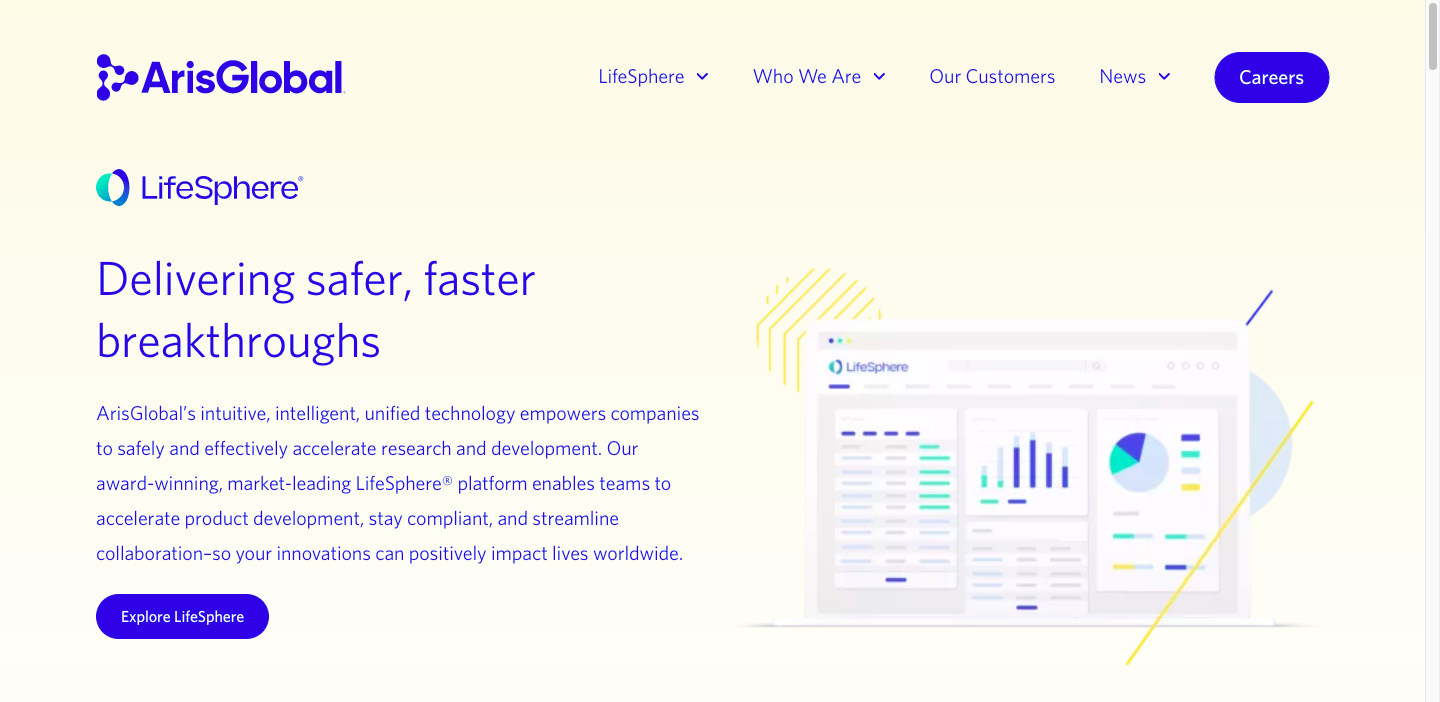 ArisGlobal
LifeSphere
Who We Are
Our Customers
News
Careers
LifeSphere®
Delivering safer, faster
breakthroughs
ArisGlobal’s intuitive, intelligent, unified technology empowers companies
to safely and effectively accelerate research and development. Our
award-winning, market-leading LifeSphere® platform enables teams to
accelerate product development, stay compliant, and streamline
collaboration–so your innovations can positively impact lives worldwide.
Explore LifeSphere
LifeSphere